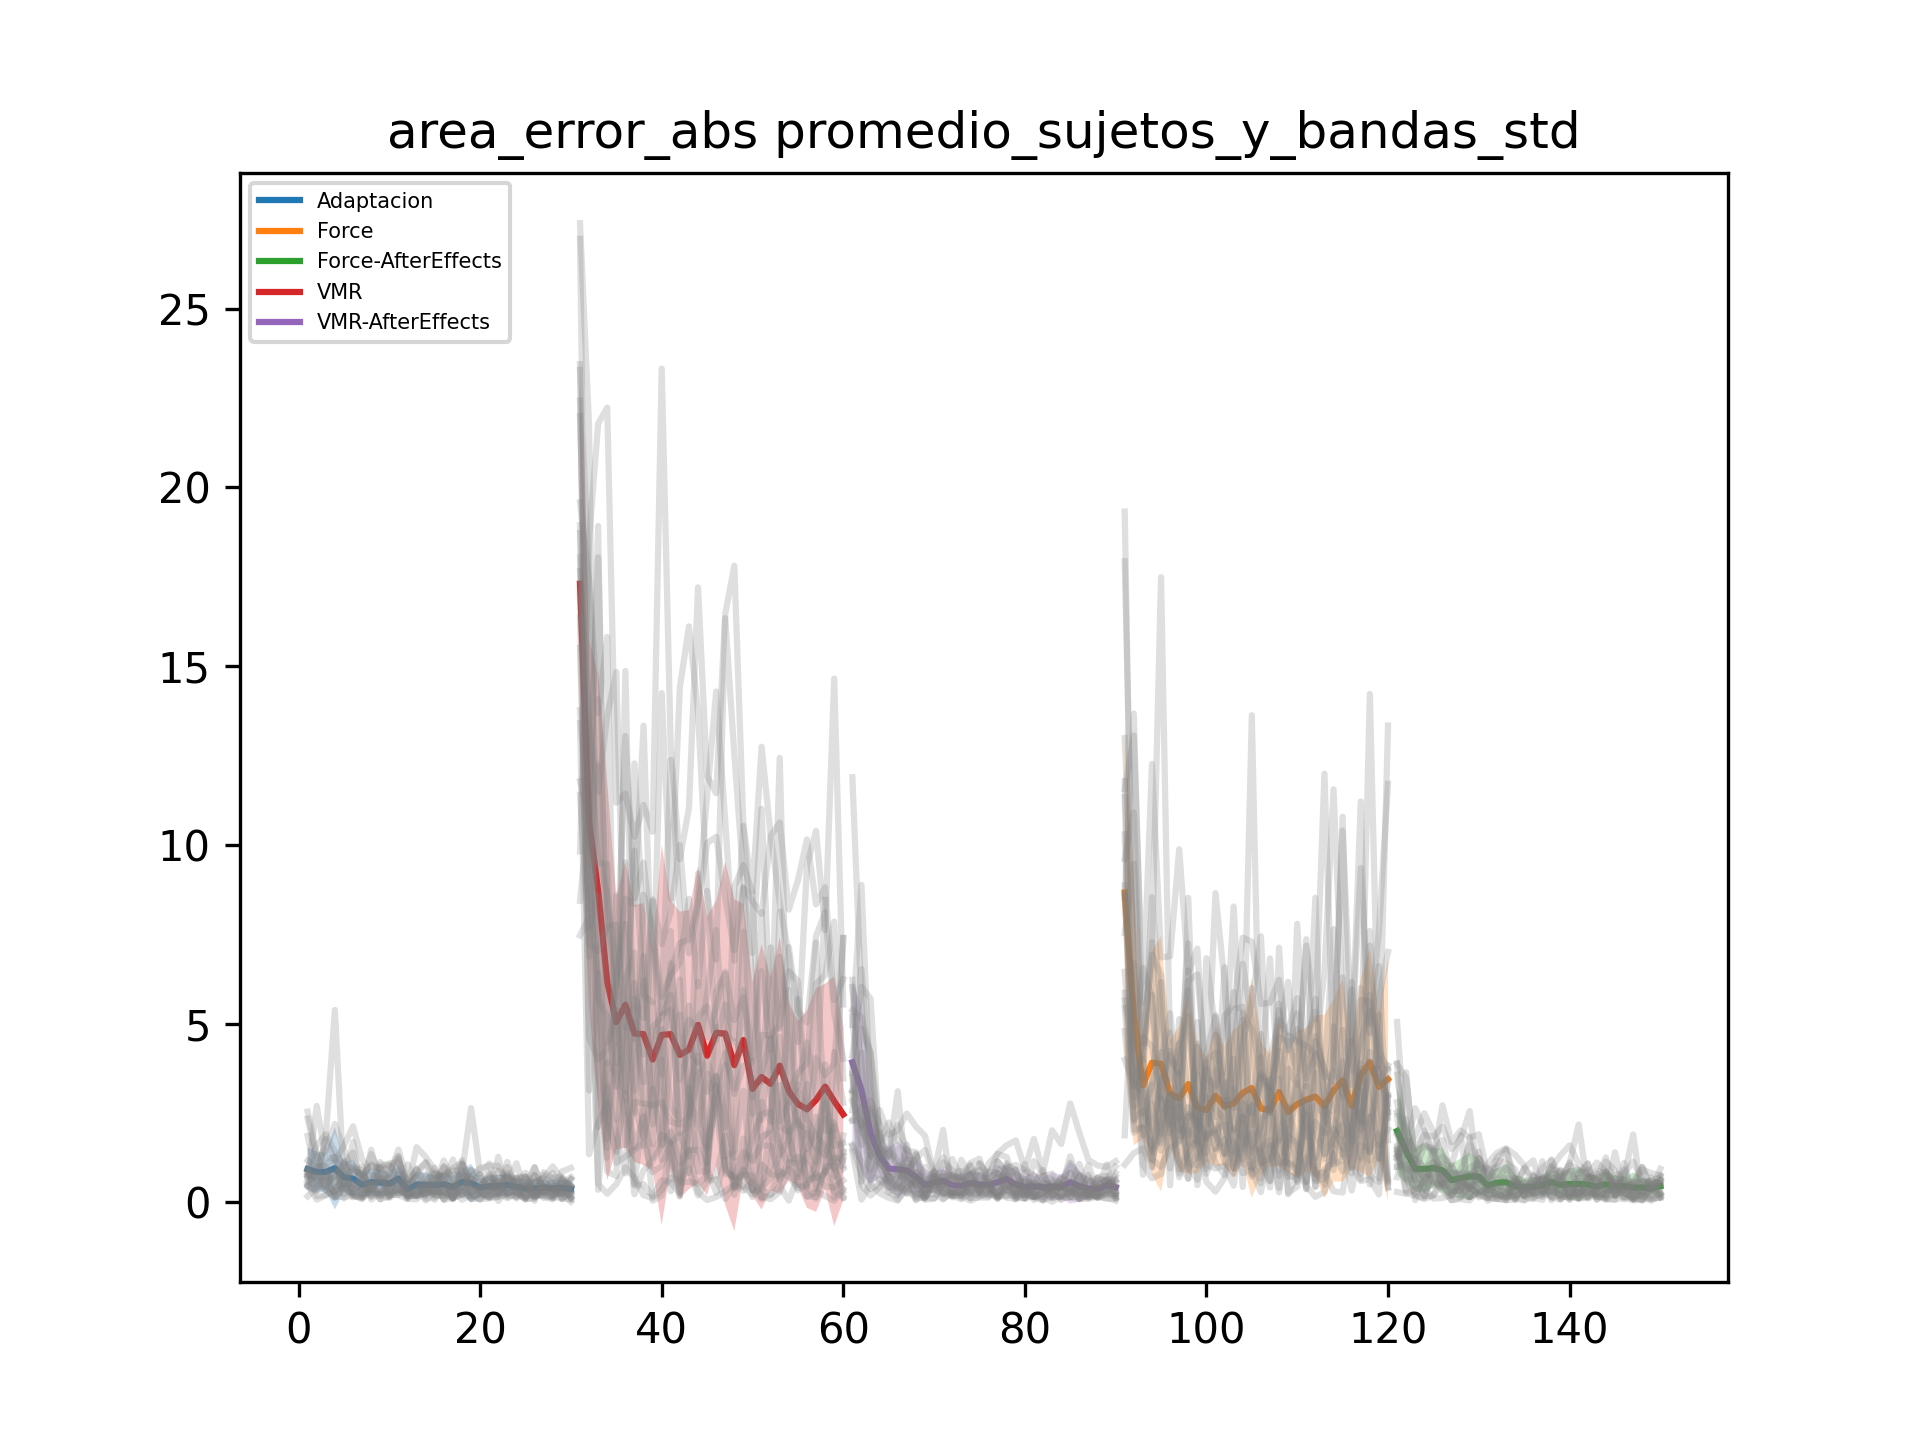 area_error_abs promedio_sujetos_y_bandas_std
Adaptacion
Force
Force-AfterEffects
VMR
VMR-AfterEffects
25
20
15
10
5
0
0 20 40 60 80 100 120 140